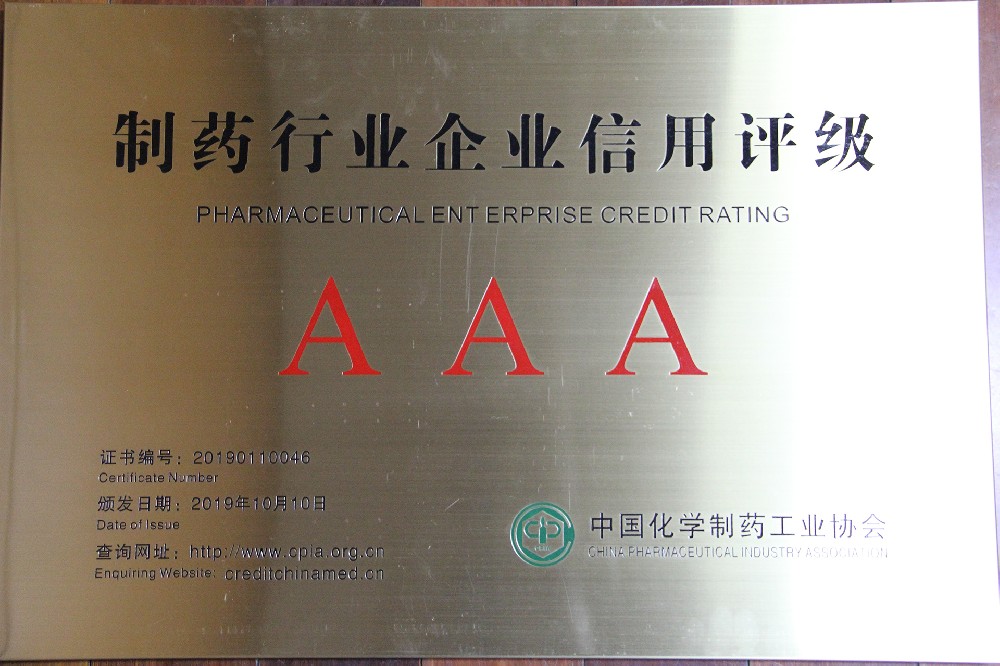 制药行业企业信用评级
PHARMACEUTICAL ENT ERPRISE CREDIT RATING
A A A
证书编号：20190110046
Certificate Number
颁发日期：2019年10月10日
Date of Issue
查询网址：http://www.cpia.org.cn
Enquiring Website: creditchinamed.cn
中国化学制药工业协会
CHINA PHARMACEUTICAL INDUSTRY ASSOCIATION